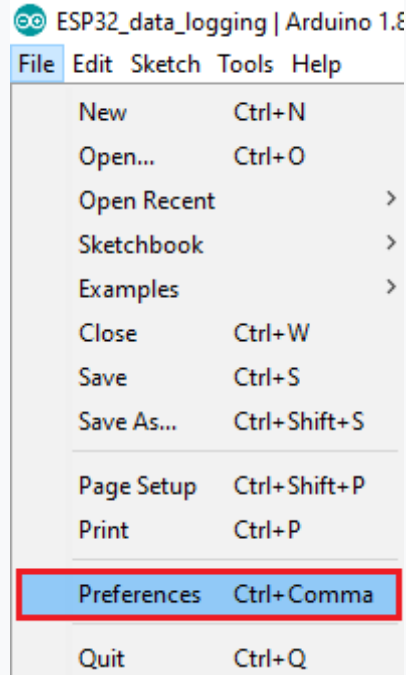 ESP32_data_logging | Arduino 1.8
File Edit Sketch Tools Help
New Ctrl+N
Open... Ctrl+O
Open Recent
Sketchbook
Examples
Close Ctrl+W
Save Ctrl+S
Save As... Ctrl+Shift+S
Page Setup Ctrl+Shift+P
Print Ctrl+P
Preferences Ctrl+Comma
Quit Ctrl+Q